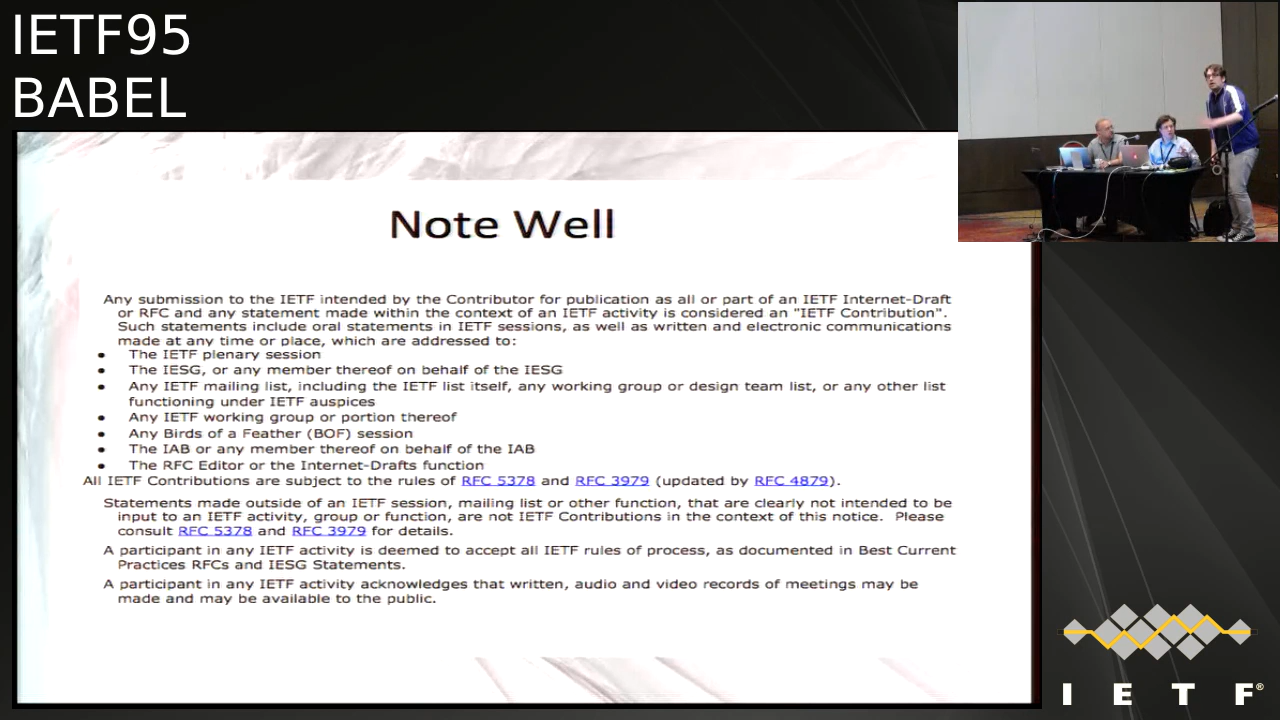 IETF95
BABEL
Note Well
Any submission to the IETF intended by the Contributor for publication as all or part of an IETF Internet-Draft
or RFC and any statement made within the context of an IETF activity is considered an "IETF Contribution".
Such statements include oral statements in IETF sessions, as well as written and electronic communications
made at any time or place, which are addressed to:
• The IETF plenary session
• The IESG, or any member thereof on behalf of the IESG
• Any IETF mailing list, including the IETF list itself, any working group or design team list, or any other list
functioning under IETF auspices
• Any IETF working group or portion thereof
• Any Birds of a Feather (BOF) session
• The IAB or any member thereof on behalf of the IAB
• The RFC Editor or the Internet-Drafts function
All IETF Contributions are subject to the rules of RFC 5378 and RFC 3979 (updated by RFC 4879).
Statements made outside of an IETF session, mailing list or other function, that are clearly not intended to be
input to an IETF activity, group or function, are not IETF Contributions in the context of this notice. Please
consult RFC 5378 and RFC 3979 for details.
A participant in any IETF activity is deemed to accept all IETF rules of process, as documented in Best Current
Practices RFCs and IESG Statements.
A participant in any IETF activity acknowledges that written, audio and video records of meetings may be
made and may be available to the public.
I E T F®